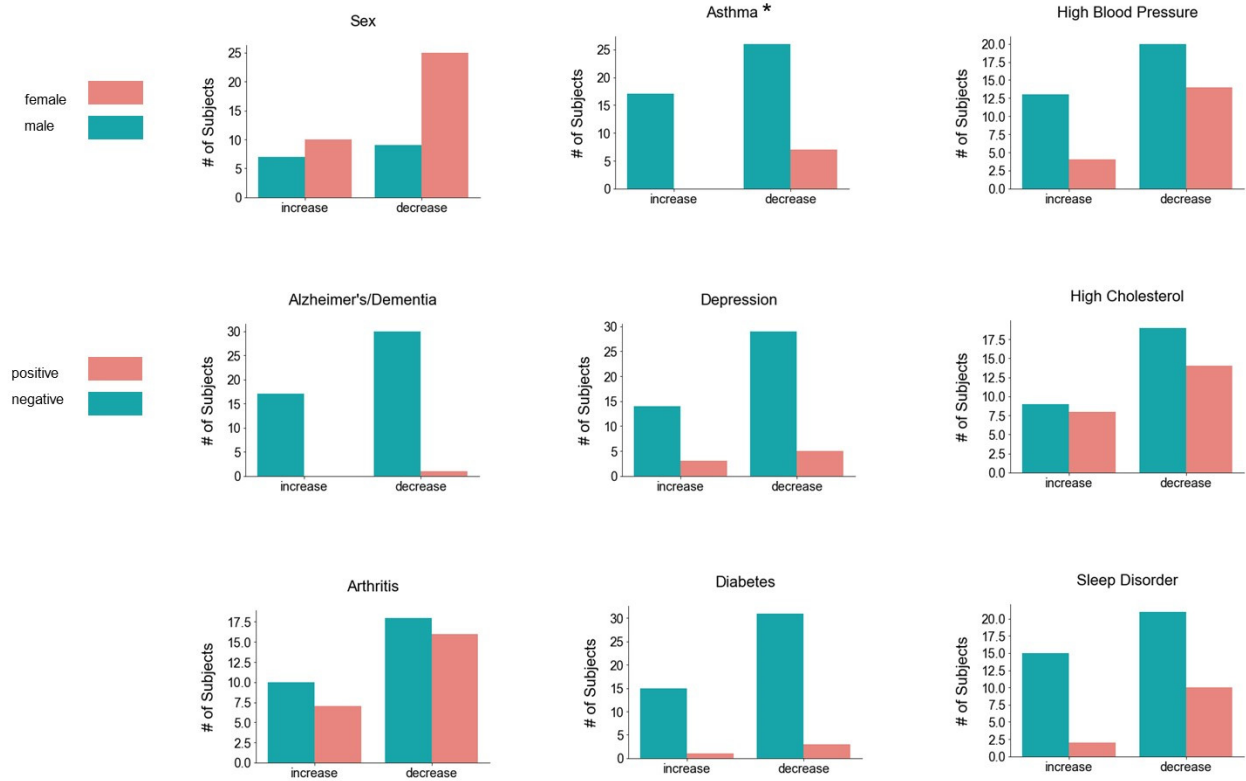 female
male
Sex
# of Subjects
25
20
15
10
5
0
increase
decrease
Asthma *
# of Subjects
25
20
15
10
5
0
increase
decrease
High Blood Pressure
# of Subjects
20.0
17.5
15.0
12.5
10.0
7.5
5.0
2.5
0.0
increase
decrease
positive
negative
Alzheimer's/Dementia
# of Subjects
30
25
20
15
10
5
0
increase
decrease
Depression
# of Subjects
30
25
20
15
10
5
0
increase
decrease
High Cholesterol
# of Subjects
17.5
15.0
12.5
10.0
7.5
5.0
2.5
0.0
increase
decrease
Arthritis
# of Subjects
17.5
15.0
12.5
10.0
7.5
5.0
2.5
0.0
increase
decrease
Diabetes
# of Subjects
30
25
20
15
10
5
0
increase
decrease
Sleep Disorder
# of Subjects
20.0
17.5
15.0
12.5
10.0
7.5
5.0
2.5
0.0
increase
decrease